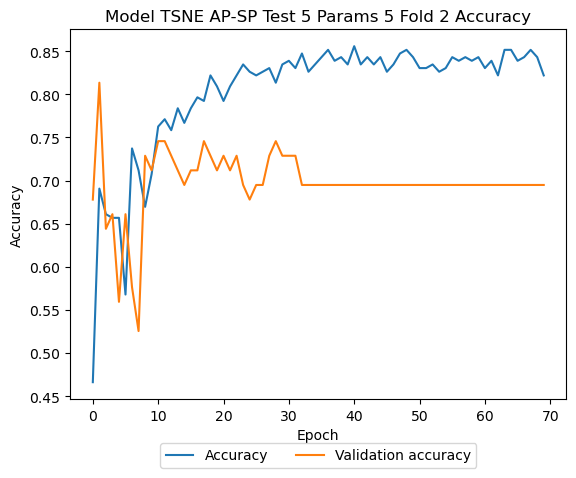 Model TSNE AP-SP Test 5 Params 5 Fold 2 Accuracy
0.85
0.80
0.75
0.70
0.65
0.60
0.55
0.50
0.45
Accuracy
0 10 20 30 40 50 60 70
Epoch
Accuracy Validation accuracy